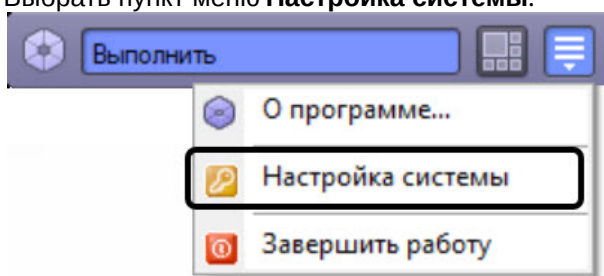 Выбрать пункт меню Настройка системы.
Выполнить
О программе...
Настройка системы
Завершить работу